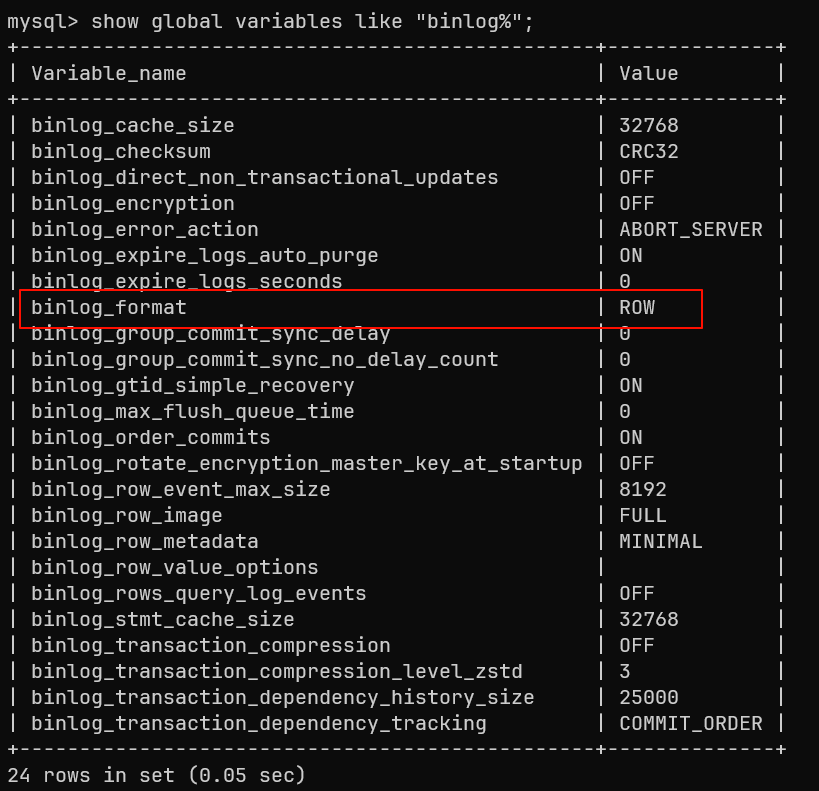 mysql> show global variables like "binlog%";
+------------------------------------------------+--------------+
| Variable_name                                  | Value        |
+------------------------------------------------+--------------+
| binlog_cache_size                              | 32768        |
| binlog_checksum                                | CRC32        |
| binlog_direct_non_transactional_updates        | OFF          |
| binlog_encryption                              | OFF          |
| binlog_error_action                            | ABORT_SERVER |
| binlog_expire_logs_auto_purge                  | ON           |
| binlog_expire_logs_seconds                     | 0            |
| binlog_format                                  | ROW          |
| binlog_group_commit_sync_delay                 | 0            |
| binlog_group_commit_sync_no_delay_count        | 0            |
| binlog_gtid_simple_recovery                    | ON           |
| binlog_max_flush_queue_time                    | 0            |
| binlog_order_commits                           | ON           |
| binlog_rotate_encryption_master_key_at_startup | OFF          |
| binlog_row_event_max_size                      | 8192         |
| binlog_row_image                               | FULL         |
| binlog_row_metadata                            | MINIMAL      |
| binlog_row_value_options                       |              |
| binlog_rows_query_log_events                   | OFF          |
| binlog_stmt_cache_size                         | 32768        |
| binlog_transaction_compression                 | OFF          |
| binlog_transaction_compression_level_zstd      | 3            |
| binlog_transaction_dependency_history_size     | 25000        |
| binlog_transaction_dependency_tracking         | COMMIT_ORDER |
+------------------------------------------------+--------------+
24 rows in set (0.05 sec)